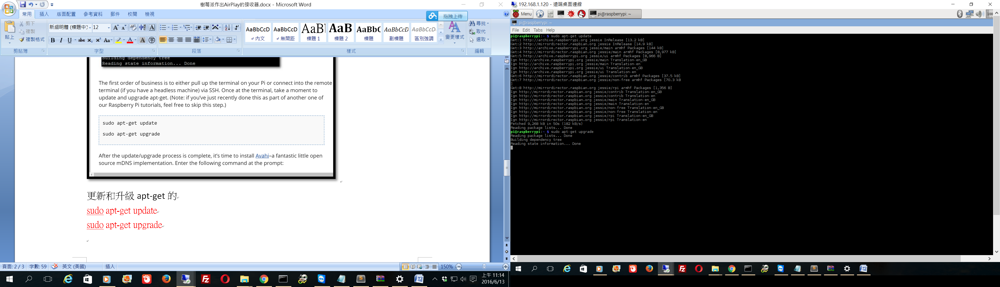 樹莓派作出AirPlay的接收器.docx - Microsoft Word
常用 插入 版面配置 參考資料 郵件 校閱 檢視
拖拽上传
貼上
剪下
複製
複製格式
剪貼簿
新細明體 (標題中文 12
字型
段落
AaBbCcD AaBbCcD AaBl AaB AaBbC AaBbCcD AaBbCcD
內文 無間距 標題 1 標題 2 標題 副標題 區別強調
變更樣式
樣式
尋找
取代
選取
編輯
Building dependency tree
Reading state information... Done
The first order of business is to either pull up the terminal on your Pi or connect into the remote
terminal (if you have a headless machine) via SSH. Once at the terminal, take a moment to
update and upgrade apt-get. (Note: if you've just recently done this as part of another one of
our Raspberry Pi tutorials, feel free to skip this step.)
sudo apt-get update
sudo apt-get upgrade
After the update/upgrade process is complete, it's time to install Avahi–a fantastic little open
source mDNS implementation. Enter the following command at the prompt:
更新和升級 apt-get 的
sudo apt-get update
sudo apt-get upgrade
頁面: 2 / 3 字數: 59 英文 (美國) 插入 150%
上午 11:14
2016/6/13
192.168.1.120 - 遠端桌面連線
Menu pi@raspberrypi: ~ 100
pi@raspberrypi: ~
File Edit Tabs Help
pi@raspberrypi:~ $ sudo apt-get update
Get:1 http://archive.raspberrypi.org jessie InRelease [13.2 kB]
Get:2 http://mirrordirector.raspbian.org jessie InRelease [14.9 kB]
Get:3 http://archive.raspberrypi.org jessie/main armhf Packages [144 kB]
Get:4 http://mirrordirector.raspbian.org jessie/main armhf Packages [8,977 kB]
Get:5 http://archive.raspberrypi.org jessie/ui armhf Packages [8,966 B]
Ign http://archive.raspberrypi.org jessie/main Translation-en_GB
Ign http://archive.raspberrypi.org jessie/main Translation-en
Ign http://archive.raspberrypi.org jessie/ui Translation-en_GB
Ign http://archive.raspberrypi.org jessie/ui Translation-en
Get:6 http://mirrordirector.raspbian.org jessie/contrib armhf Packages [37.5 kB]
Get:7 http://mirrordirector.raspbian.org jessie/non-free armhf Packages [70.3 kB
]
Get:8 http://mirrordirector.raspbian.org jessie/rpi armhf Packages [1,356 B]
Ign http://mirrordirector.raspbian.org jessie/contrib Translation-en_GB
Ign http://mirrordirector.raspbian.org jessie/contrib Translation-en
Ign http://mirrordirector.raspbian.org jessie/main Translation-en_GB
Ign http://mirrordirector.raspbian.org jessie/main Translation-en
Ign http://mirrordirector.raspbian.org jessie/non-free Translation-en_GB
Ign http://mirrordirector.raspbian.org jessie/non-free Translation-en
Ign http://mirrordirector.raspbian.org jessie/rpi Translation-en_GB
Ign http://mirrordirector.raspbian.org jessie/rpi Translation-en
Fetched 9,268 kB in 50s (182 kB/s)
Reading package lists... Done
pi@raspberrypi:~ $ sudo apt-get upgrade
Reading package lists... Done
Building dependency tree
Reading state information... Done